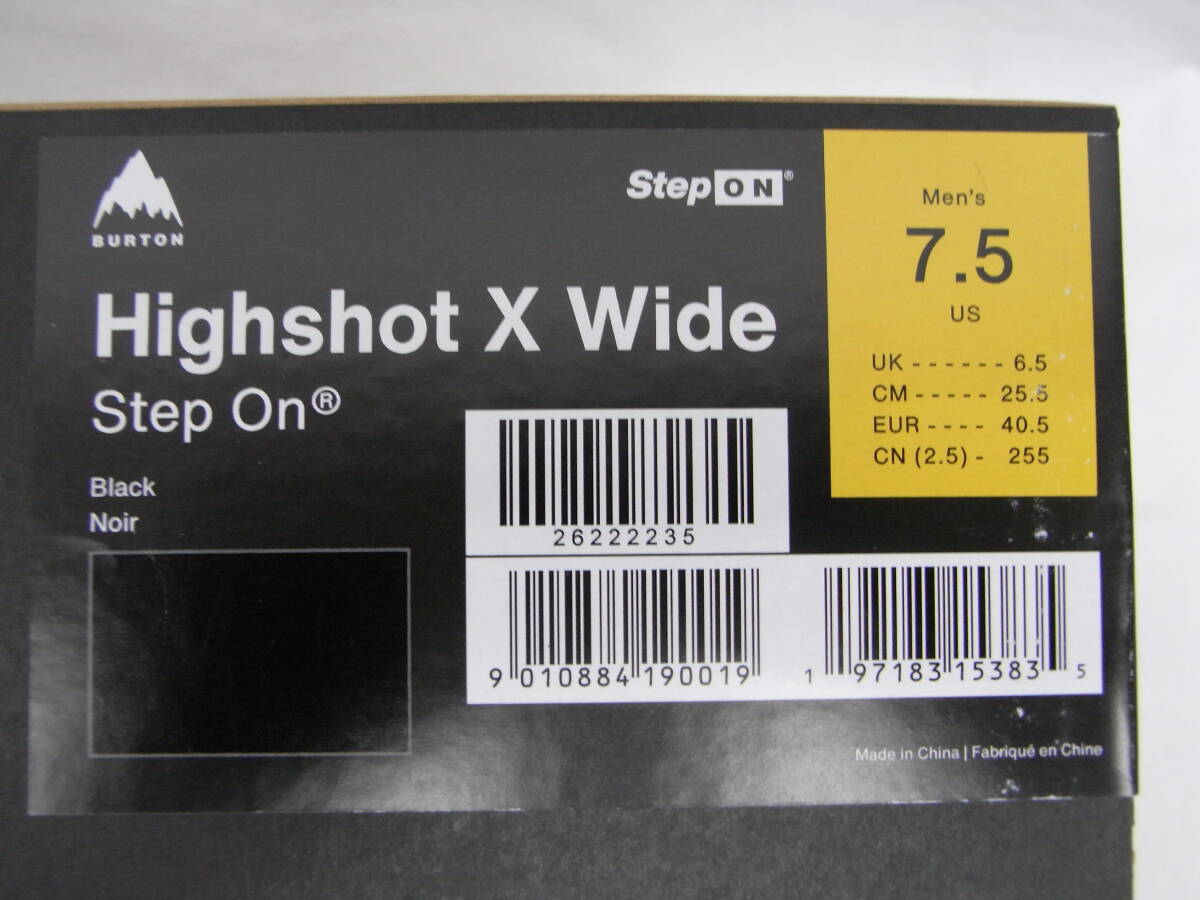 BURTON
StepON®
Highshot X Wide
Step On®
Black
Noir
Men's
7.5
US
UK - - - - - - 6.5
CM - - - - - 25.5
EUR - - - - 40.5
CN (2.5) - 255
26222235
9 010884 190019
1 97183 15383 5
Made in China | Fabriqué en Chine